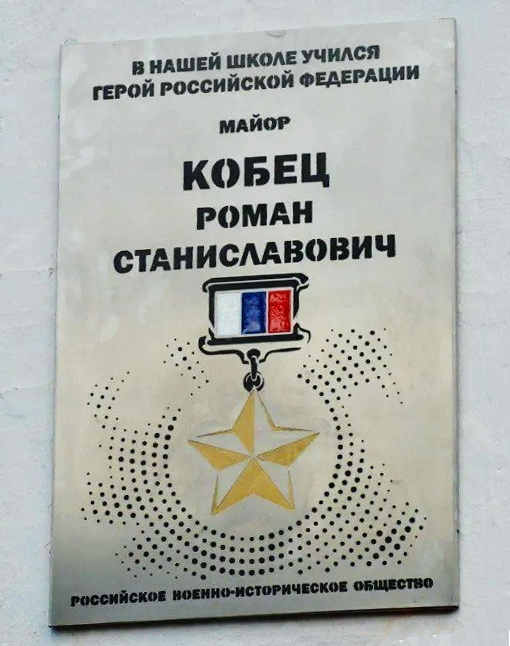 В НАШЕЙ ШКОЛЕ УЧИЛСЯ
ГЕРОЙ РОССИЙСКОЙ ФЕДЕРАЦИИ
МАЙОР
КОБЕЦ
РОМАН
СТАНИСЛАВОВИЧ
РОССИЙСКОЕ ВОЕННО-ИСТОРИЧЕСКОЕ ОБЩЕСТВО